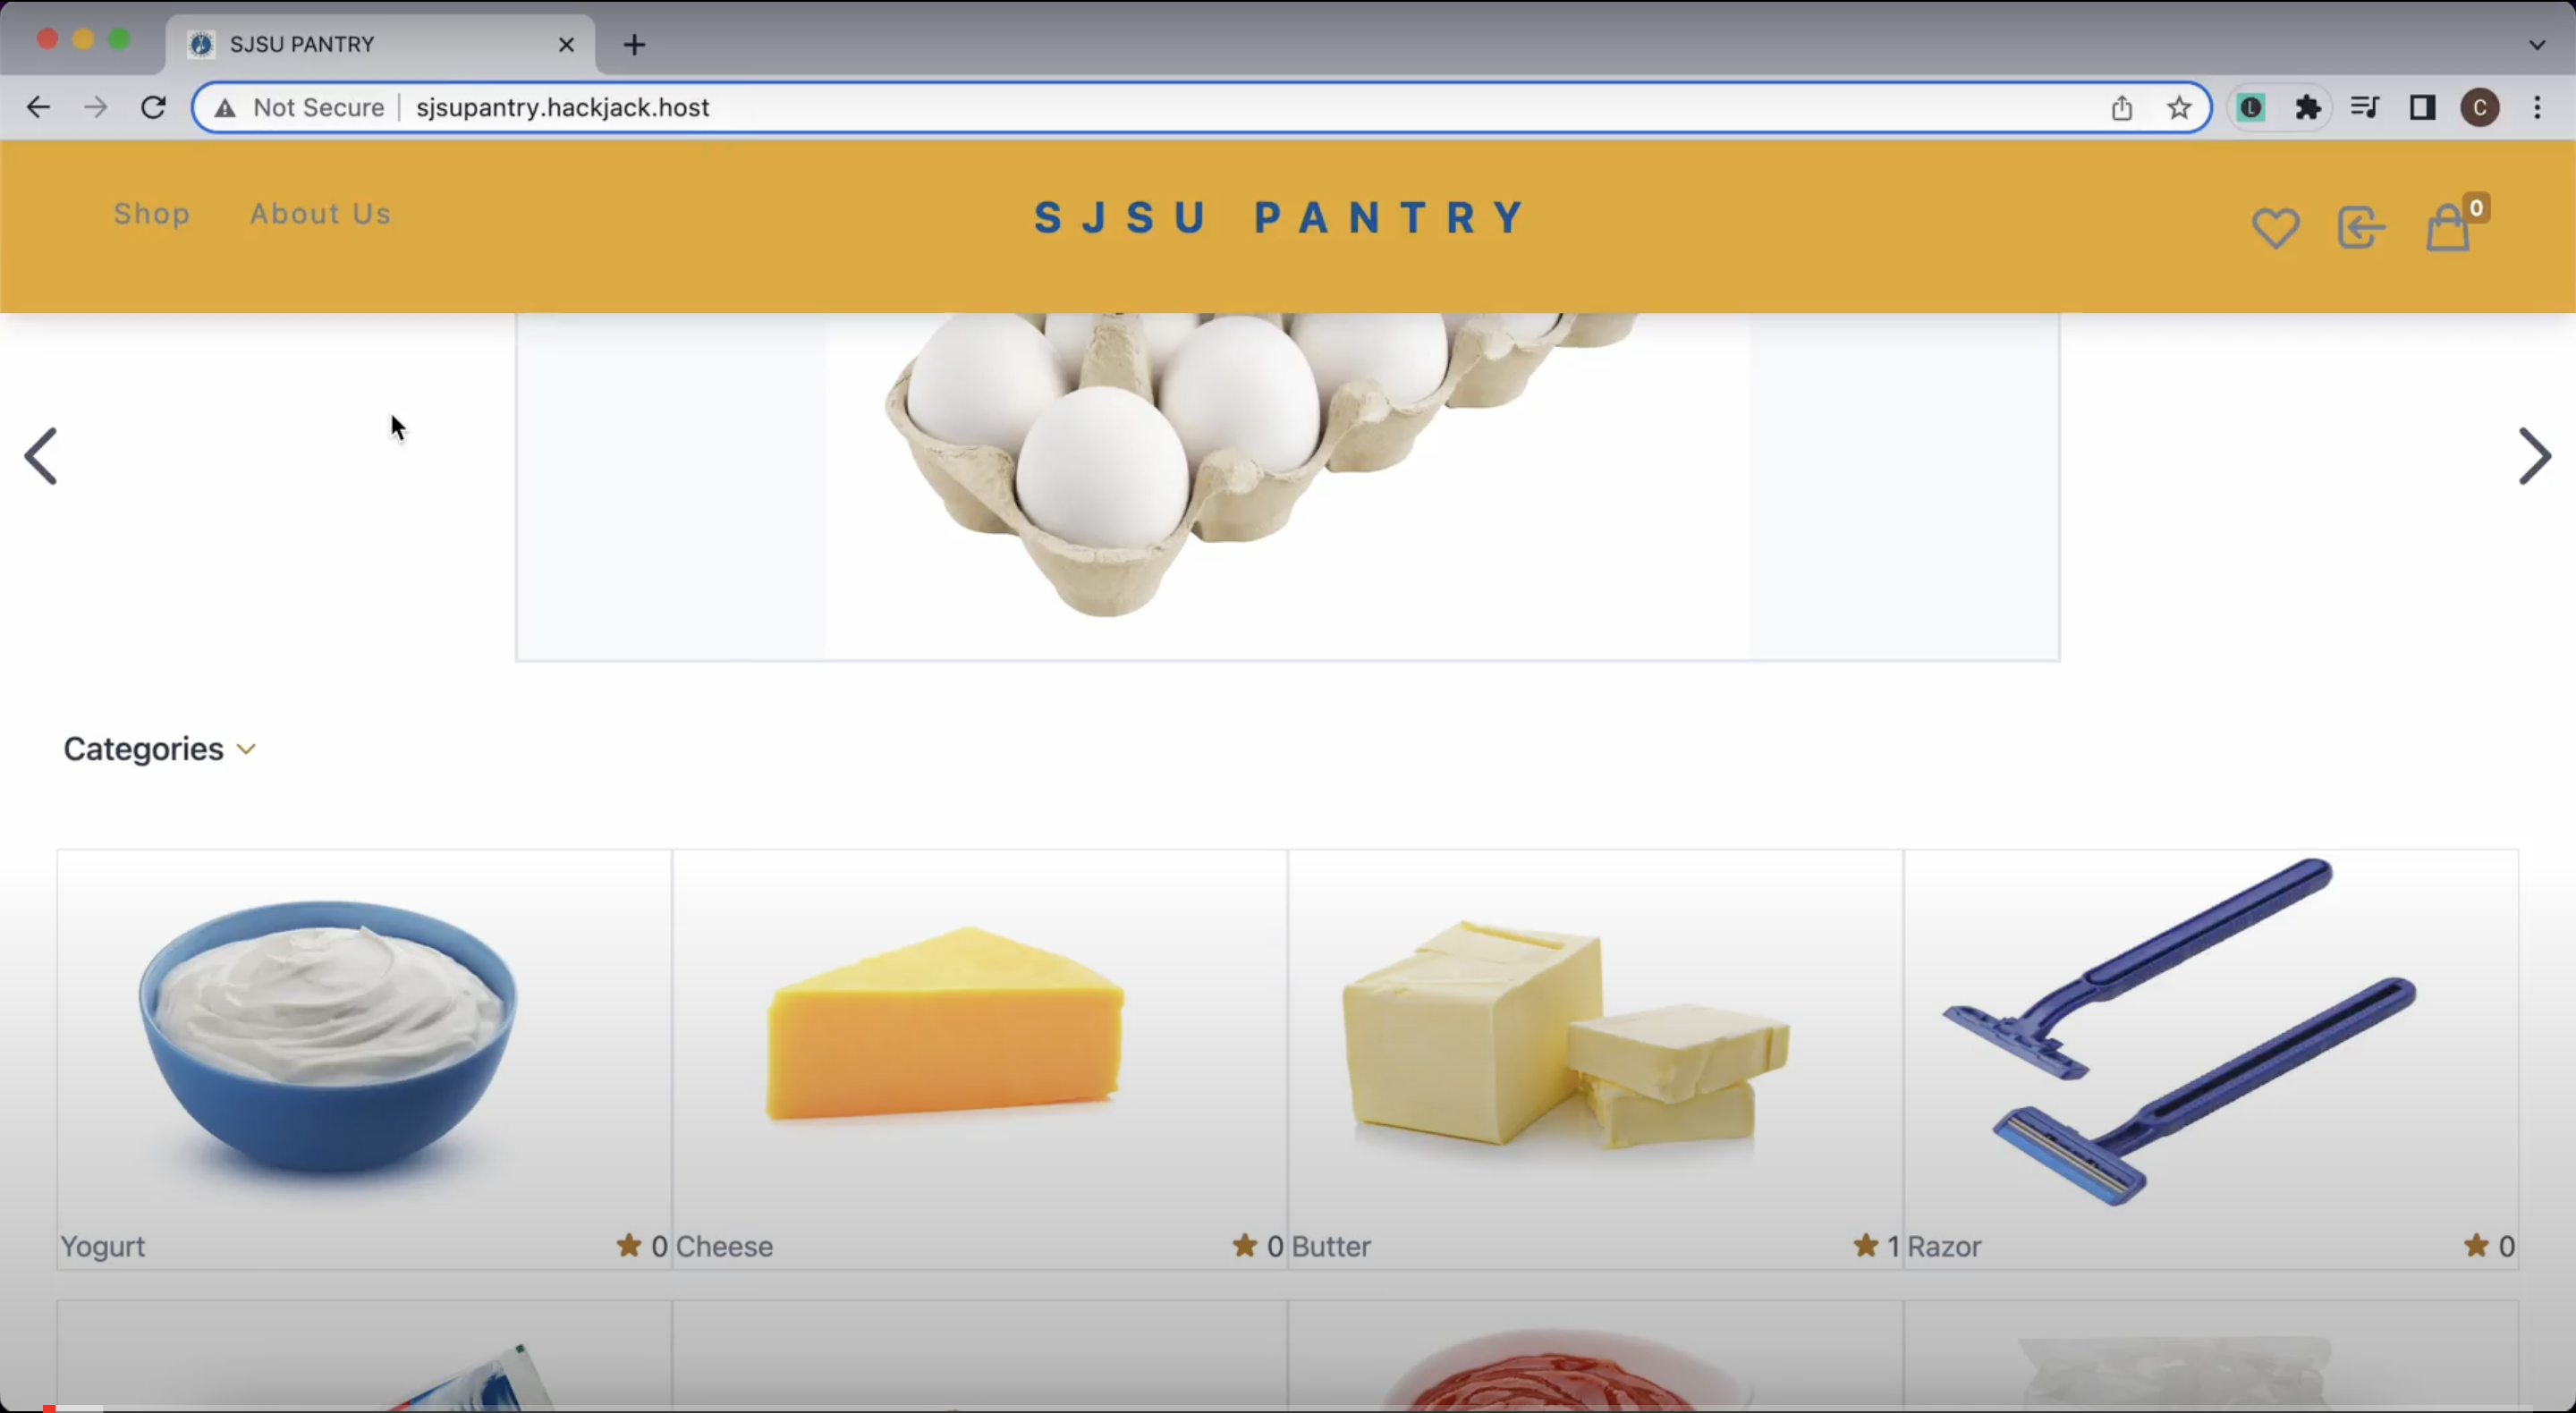 SJSU PANTRY
Not Secure | sjsupantry.hackjack.host
L
C
Shop
About Us
SJSU PANTRY
0
Categories
Yogurt
0
Cheese
0
Butter
1
Razor
0